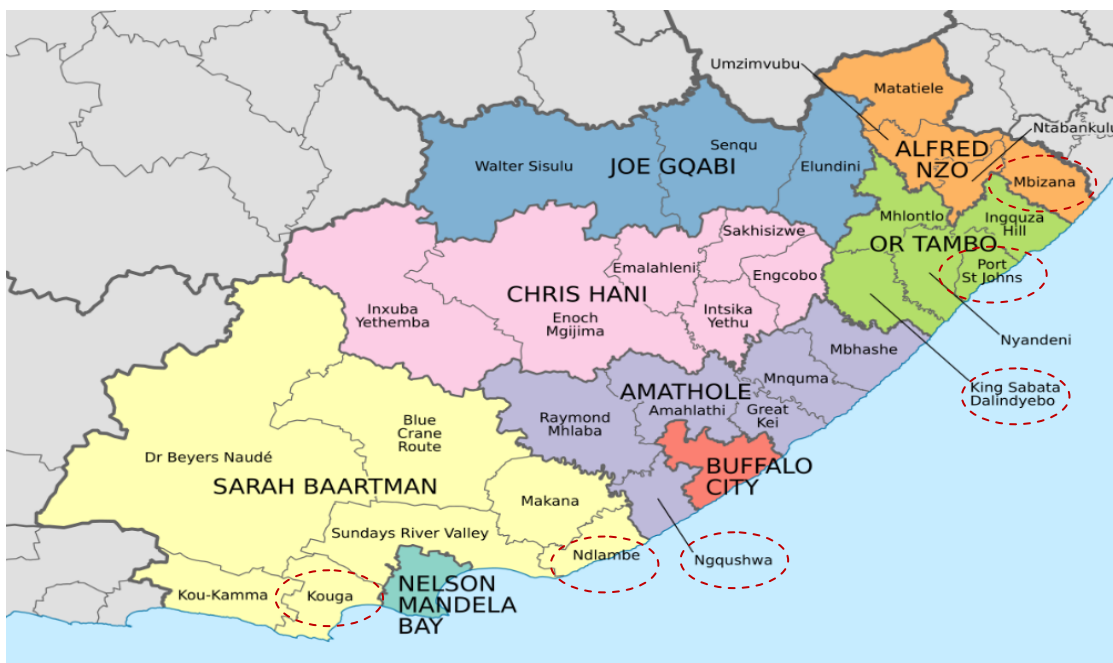 Umzimvubu
Matatiele
Ntabankulu
ALFRED
NZO
Mbizana
Senqu
Walter Sisulu
JOE GQABI
Elundini
Mhlontlo
Ingquza
Hill
OR TAMBO
Port
St Johns
Sakhisizwe
Emalahleni
Engcobo
CHRIS HANI
Inxuba
Yethemba
Enoch
Mgijima
Intsika
Yethu
Nyandeni
Mbhashe
King Sabata
Dalindyebo
Mnquma
AMATHOLE
Amahlathi
Great
Kei
Raymond
Mhlaba
Blue
Crane
Route
Dr Beyers Naudé
SARAH BAARTMAN
BUFFALO
CITY
Makana
Sundays River Valley
Ndlambe
Ngqushwa
Kou-Kamma
Kouga
NELSON
MANDELA
BAY